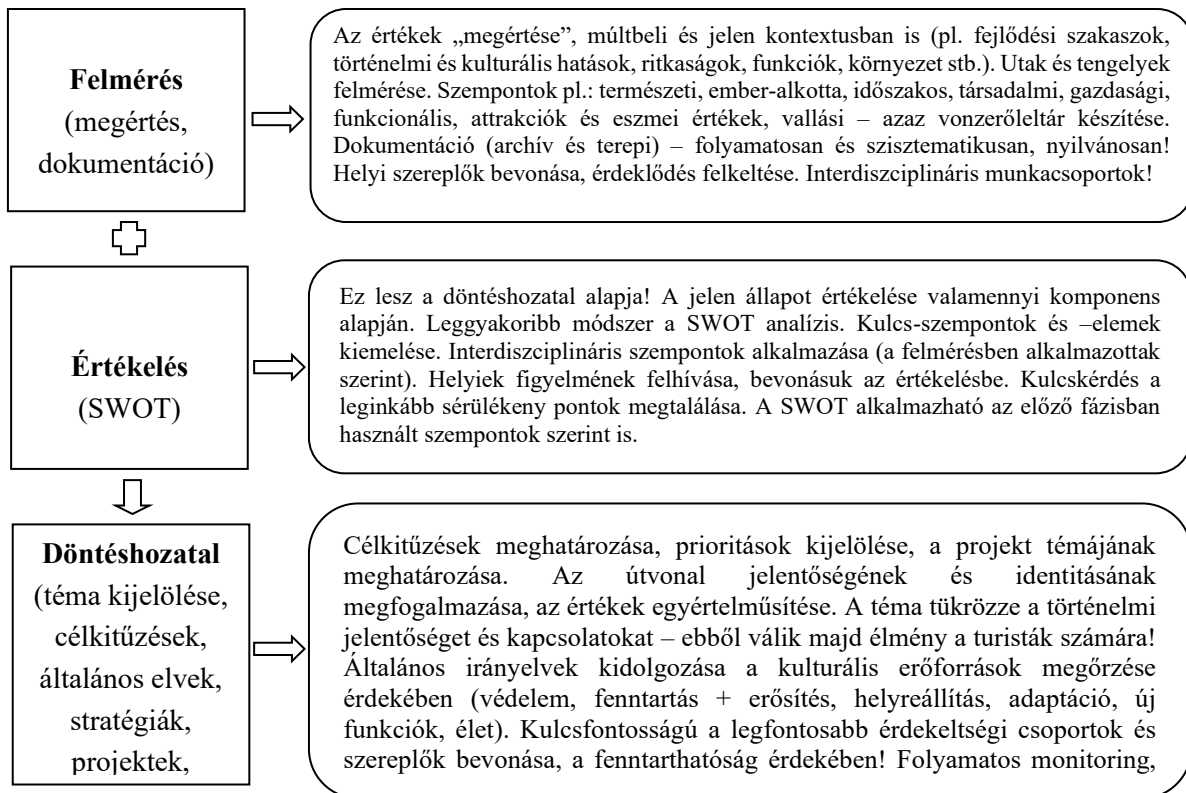 Felmérés
(megértés,
dokumentáció)
Az értékek „megértése”, múltbeli és jelen kontextusban is (pl. fejlődési szakaszok,
történelmi és kulturális hatások, ritkaságok, funkciók, környezet stb.). Utak és tengelyek
felmérése. Szempontok pl.: természeti, ember-alkotta, időszakos, társadalmi, gazdasági,
funkcionális, attrakciók és eszmei értékek, vallási – azaz vonzerőleltár készítése.
Dokumentáció (archív és terepi) – folyamatosan és szisztematikusan, nyilvánosan!
Helyi szereplők bevonása, érdeklődés felkeltése. Interdiszciplináris munkacsoportok!
Értékelés
(SWOT)
Ez lesz a döntéshozatal alapja! A jelen állapot értékelése valamennyi komponens
alapján. Leggyakoribb módszer a SWOT analízis. Kulcs-szempontok és –elemek
kiemelése. Interdiszciplináris szempontok alkalmazása (a felmérésben alkalmazottak
szerint). Helyiek figyelmének felhívása, bevonásuk az értékelésbe. Kulcskérdés a
leginkább sérülékeny pontok megtalálása. A SWOT alkalmazható az előző fázisban
használt szempontok szerint is.
Döntéshozatal
(téma kijelölése,
célkitűzések,
általános elvek,
stratégiák,
projektek,
Célkitűzések meghatározása, prioritások kijelölése, a projekt témájának
meghatározása. Az útvonal jelentőségének és identitásának
megfogalmazása, az értékek egyértelműsítése. A téma tükrözze a történelmi
jelentőséget és kapcsolatokat – ebből válik majd élmény a turisták számára!
Általános irányelvek kidolgozása a kulturális erőforrások megőrzése
érdekében (védelem, fenntartás + erősítés, helyreállítás, adaptáció, új
funkciók, élet). Kulcsfontosságú a legfontosabb érdekeltségi csoportok és
szereplők bevonása, a fenntarthatóság érdekében! Folyamatos monitoring,